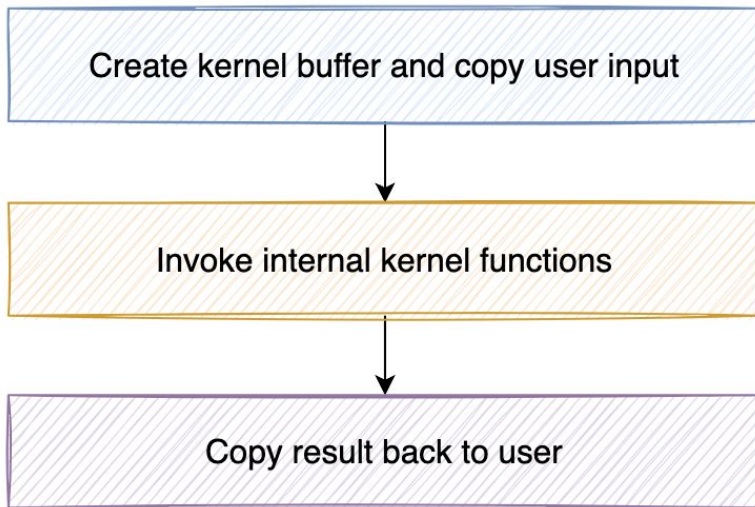 Create kernel buffer and copy user input
Invoke internal kernel functions
Copy result back to user